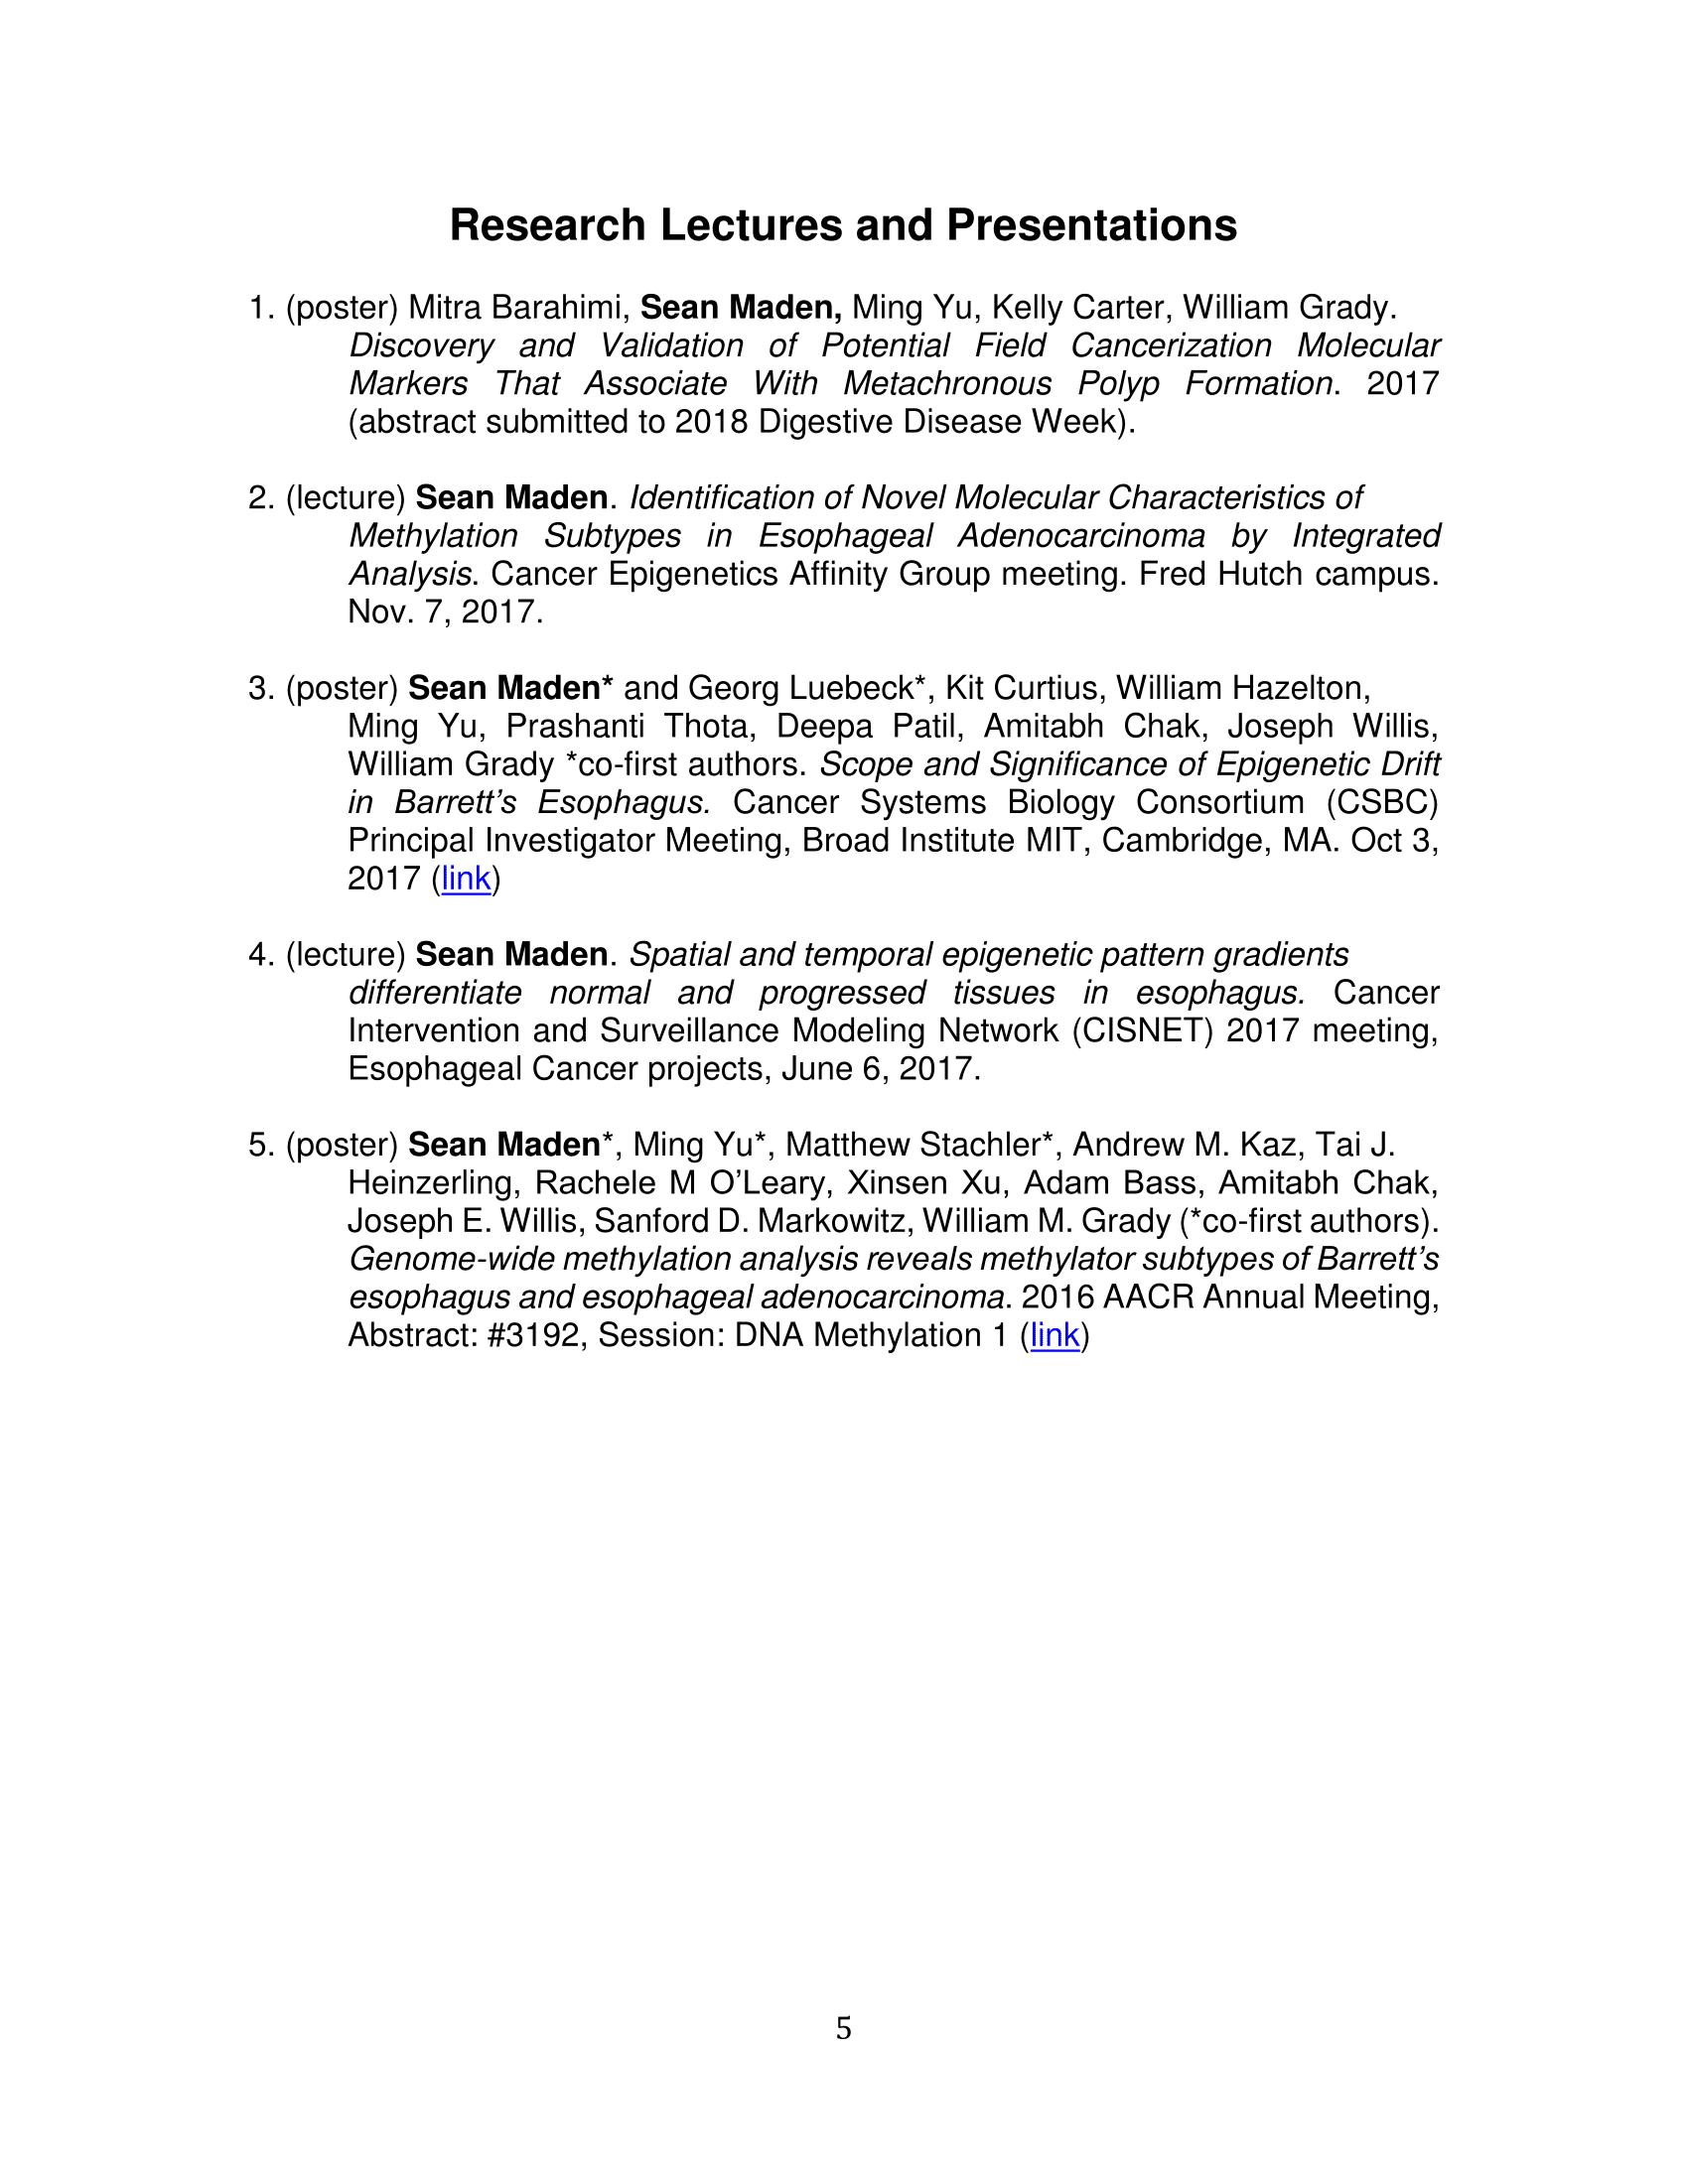 Research Lectures and Presentations
1. (poster) Mitra Barahimi, Sean Maden, Ming Yu, Kelly Carter, William Grady.
Discovery and Validation of Potential Field Cancerization Molecular
Markers That Associate With Metachronous Polyp Formation. 2017
(abstract submitted to 2018 Digestive Disease Week).
2. (lecture) Sean Maden. Identification of Novel Molecular Characteristics of
Methylation Subtypes in Esophageal Adenocarcinoma by Integrated
Analysis. Cancer Epigenetics Affinity Group meeting. Fred Hutch campus.
Nov. 7, 2017.
3. (poster) Sean Maden* and Georg Luebeck*, Kit Curtius, William Hazelton,
Ming Yu, Prashanti Thota, Deepa Patil, Amitabh Chak, Joseph Willis,
William Grady *co-first authors. Scope and Significance of Epigenetic Drift
in Barrett’s Esophagus. Cancer Systems Biology Consortium (CSBC)
Principal Investigator Meeting, Broad Institute MIT, Cambridge, MA. Oct 3,
2017 (link)
4. (lecture) Sean Maden. Spatial and temporal epigenetic pattern gradients
differentiate normal and progressed tissues in esophagus. Cancer
Intervention and Surveillance Modeling Network (CISNET) 2017 meeting,
Esophageal Cancer projects, June 6, 2017.
5. (poster) Sean Maden*, Ming Yu*, Matthew Stachler*, Andrew M. Kaz, Tai J.
Heinzerling, Rachele M O’Leary, Xinsen Xu, Adam Bass, Amitabh Chak,
Joseph E. Willis, Sanford D. Markowitz, William M. Grady (*co-first authors).
Genome-wide methylation analysis reveals methylator subtypes of Barrett’s
esophagus and esophageal adenocarcinoma. 2016 AACR Annual Meeting,
Abstract: #3192, Session: DNA Methylation 1 (link)
5